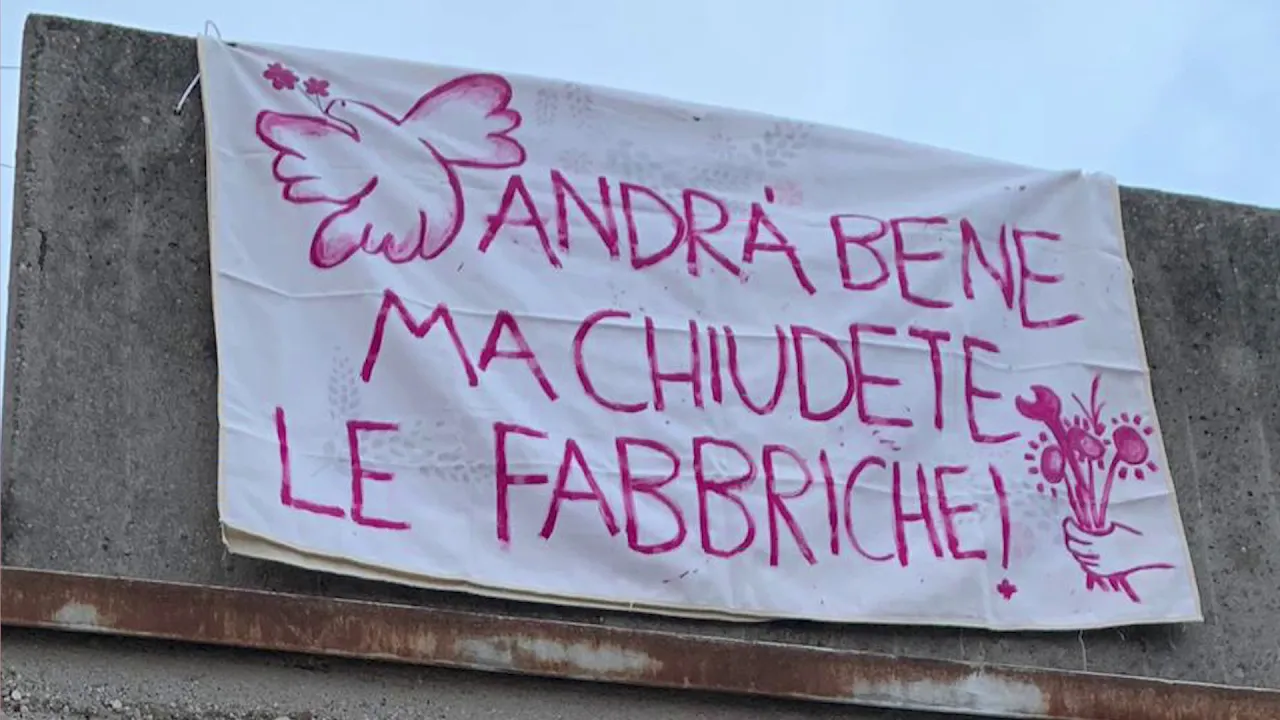 ANDRÀ BENE
MA CHIUDETE
LE FABBRICHE!